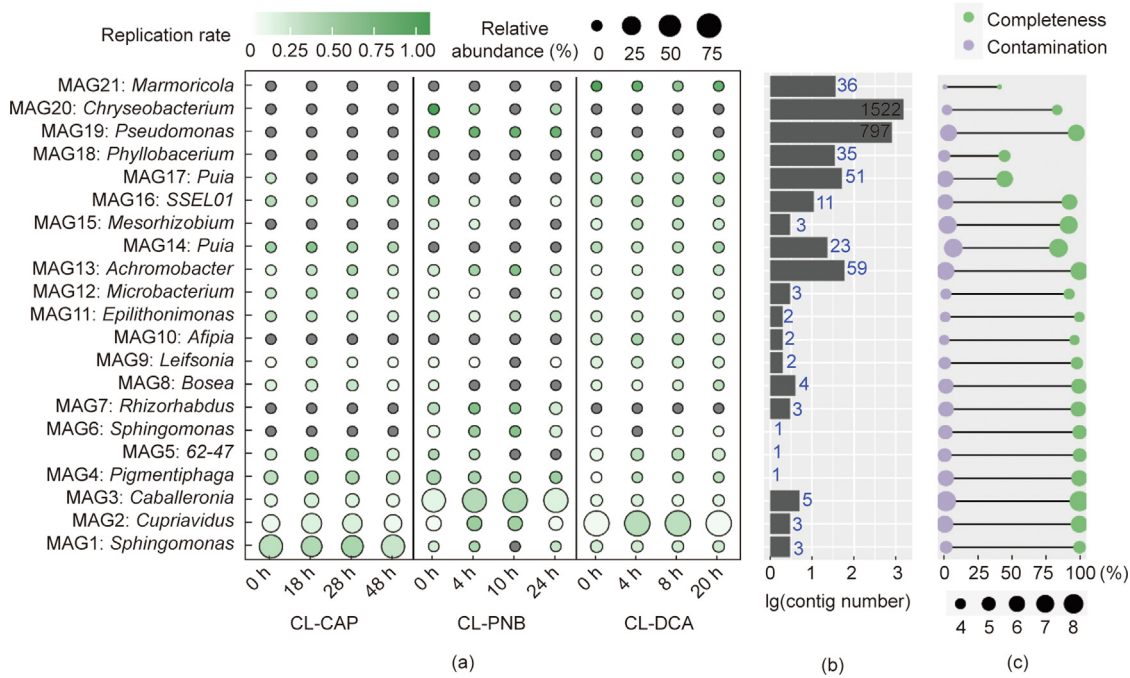 Replication rate
0 0.25 0.50 0.75 1.00
Relative
abundance (%)
0 25 50 75
Completeness
Contamination
MAG21: Marmoricola
MAG20: Chryseobacterium
MAG19: Pseudomonas
MAG18: Phyllobacerium
MAG17: Puia
MAG16: SSEL01
MAG15: Mesorhizobium
MAG14: Puia
MAG13: Achromobacter
MAG12: Microbacterium
MAG11: Epilithonimonas
MAG10: Afipia
MAG9: Leifsonia
MAG8: Bosea
MAG7: Rhizorhabdus
MAG6: Sphingomonas
MAG5: 62-47
MAG4: Pigmentiphaga
MAG3: Caballeronia
MAG2: Cupriavidus
MAG1: Sphingomonas
0 h 18 h 28 h 48 h 0 h 4 h 10 h 24 h 0 h 4 h 8 h 20 h
CL-CAP CL-PNB CL-DCA
(a)
36
1522
797
35
51
11
3
23
59
3
2
2
2
4
3
1
1
1
5
3
3
0 1 2 3
lg(contig number)
(b)
0 25 50 75 100 (%)
4 5 6 7 8
(c)